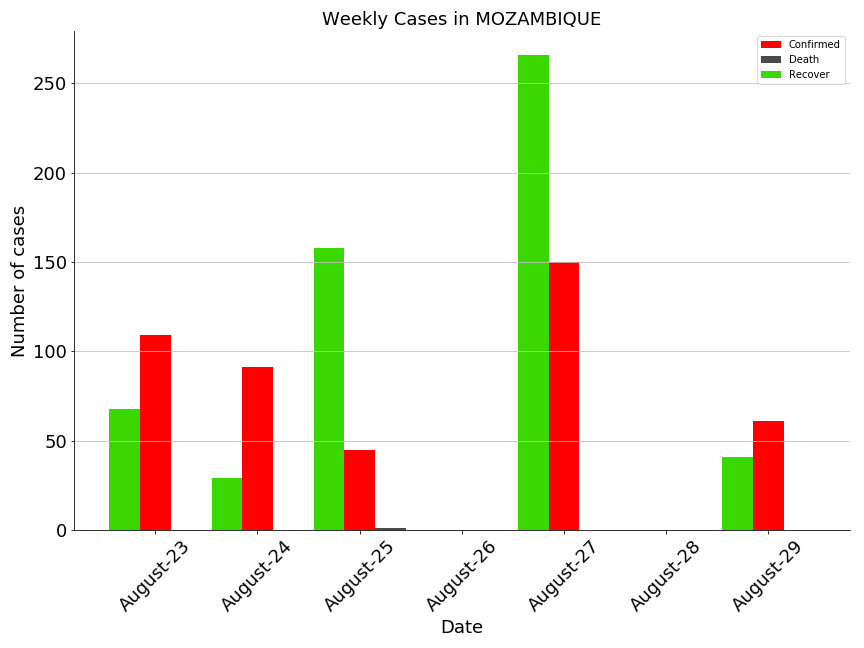 Weekly Cases in MOZAMBIQUE
Confirmed
Death
Recover
Number of cases
250
200
150
100
50
0
August-23
August-24
August-25
August-26
August-27
August-28
August-29
Date